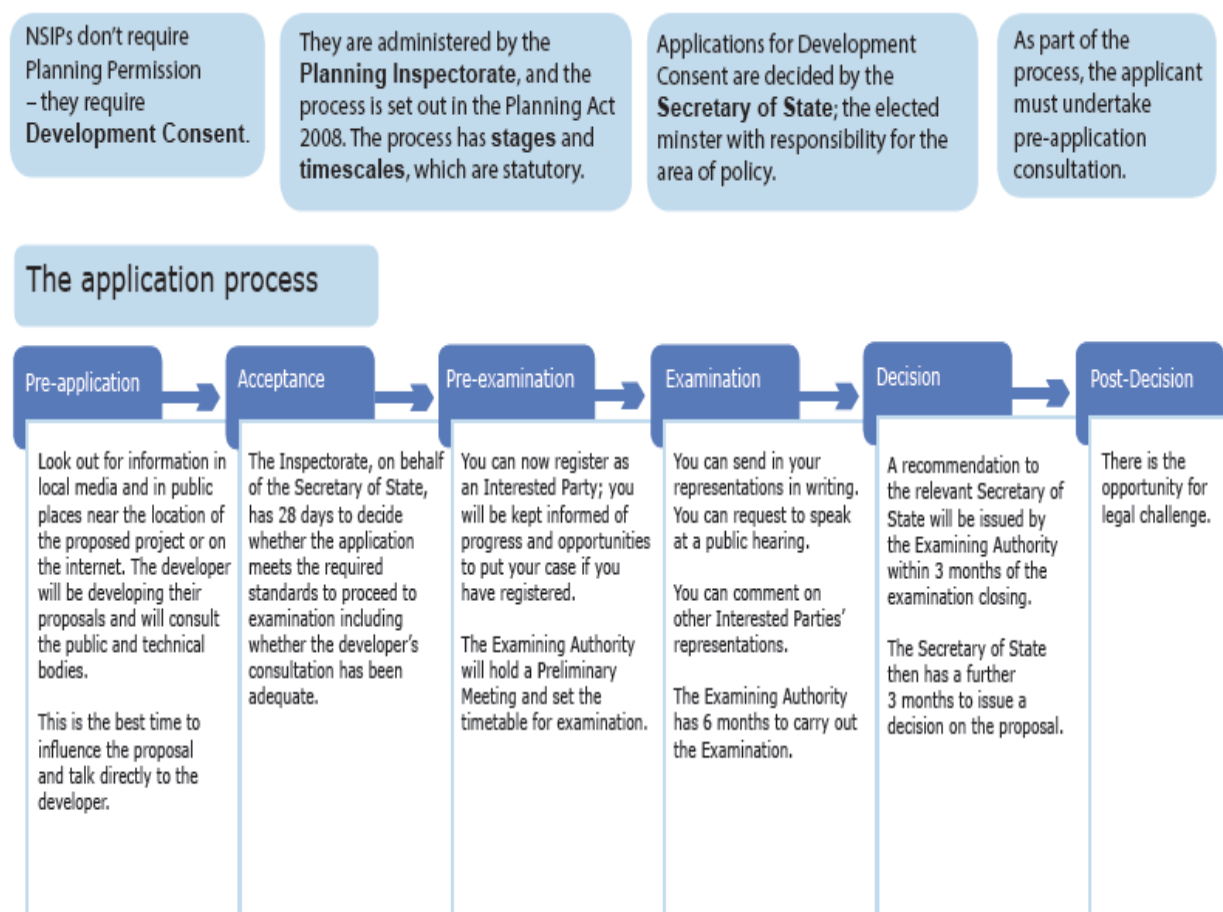 NSIPs don't require
Planning Permission
– they require
Development Consent.
They are administered by the
Planning Inspectorate, and the
process is set out in the Planning Act
2008. The process has stages and
timescales, which are statutory.
Applications for Development
Consent are decided by the
Secretary of State; the elected
minster with responsibility for the
area of policy.
As part of the
process, the applicant
must undertake
pre-application
consultation.
The application process
Pre-application
Look out for information in
local media and in public
places near the location of
the proposed project or on
the internet. The developer
will be developing their
proposals and will consult
the public and technical
bodies.
This is the best time to
influence the proposal
and talk directly to the
developer.
Acceptance
The Inspectorate, on behalf
of the Secretary of State,
has 28 days to decide
whether the application
meets the required
standards to proceed to
examination including
whether the developer's
consultation has been
adequate.
Pre-examination
You can now register as
an Interested Party; you
will be kept informed of
progress and opportunities
to put your case if you
have registered.
The Examining Authority
will hold a Preliminary
Meeting and set the
timetable for examination.
Examination
You can send in your
representations in writing.
You can request to speak
at a public hearing.
You can comment on
other Interested Parties'
representations.
The Examining Authority
has 6 months to carry out
the Examination.
Decision
A recommendation to
the relevant Secretary of
State will be issued by
the Examining Authority
within 3 months of the
examination closing.
The Secretary of State
then has a further
3 months to issue a
decision on the proposal.
Post-Decision
There is the
opportunity for
legal challenge.